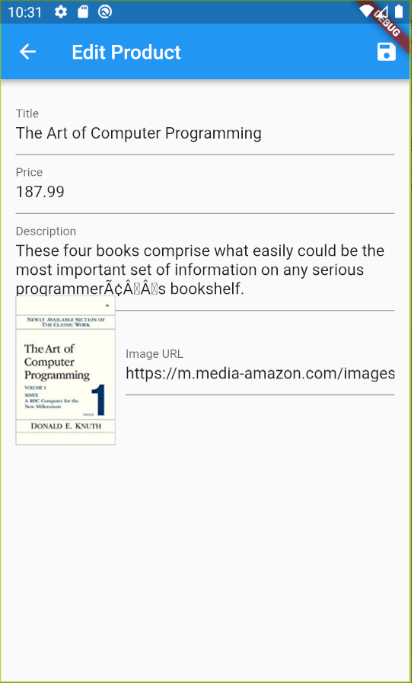 10:31
DEBUG
Edit Product
Title
The Art of Computer Programming
Price
187.99
Description
These four books comprise what easily could be the
most important set of information on any serious
programmerÃ¢ÂÂs bookshelf.
NEWLY AVAILABLE SECTION OF
THE CLASSIC WORK
The Art of
Computer
Programming
VOLUME 1
MMIX
A RISC Computer for the
New Millennium
1
DONALD E. KNUTH
Image URL
https://m.media-amazon.com/images